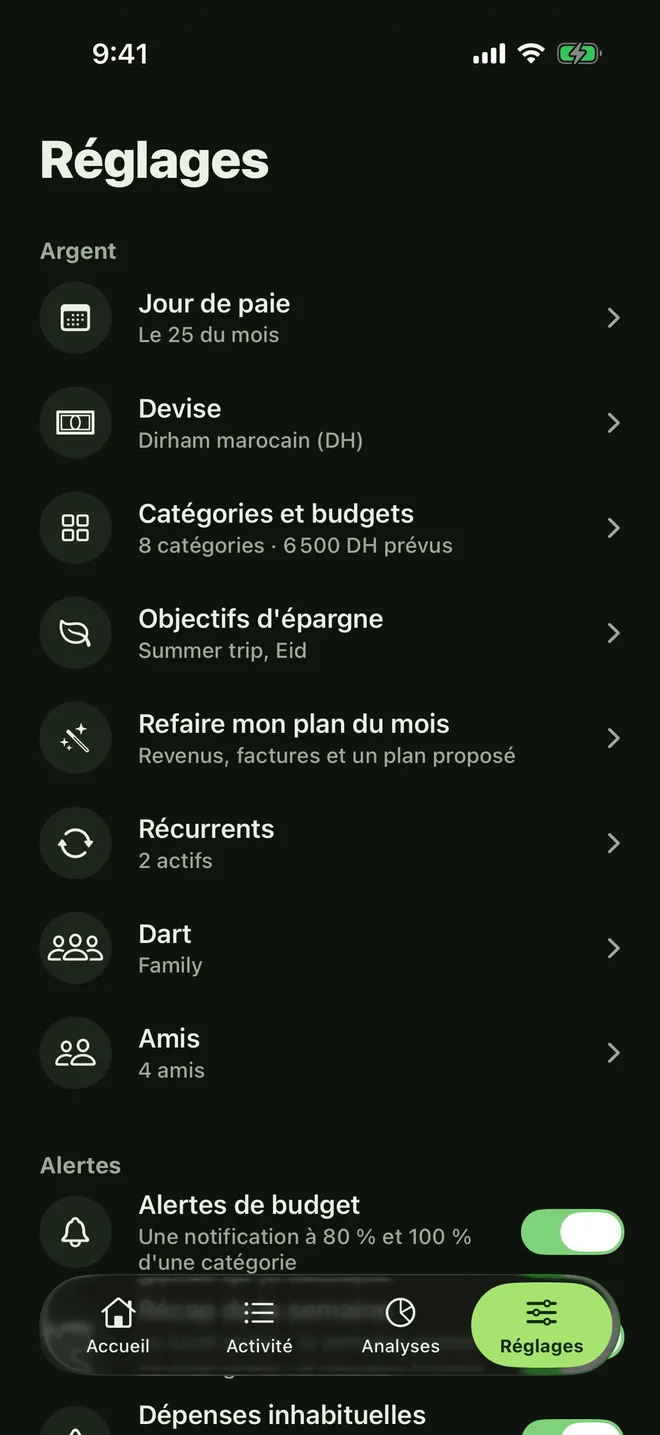 9:41
Réglages
Argent
Jour de paie
Le 25 du mois
Devise
Dirham marocain (DH)
Catégories et budgets
8 catégories · 6 500 DH prévus
Objectifs d'épargne
Summer trip, Eid
Refaire mon plan du mois
Revenus, factures et un plan proposé
Récurrents
2 actifs
Dart
Family
Amis
4 amis
Alertes
Alertes de budget
Une notification à 80 % et 100 %
d'une catégorie
Accueil
Activité
Analyses
Réglages
Dépenses inhabituelles